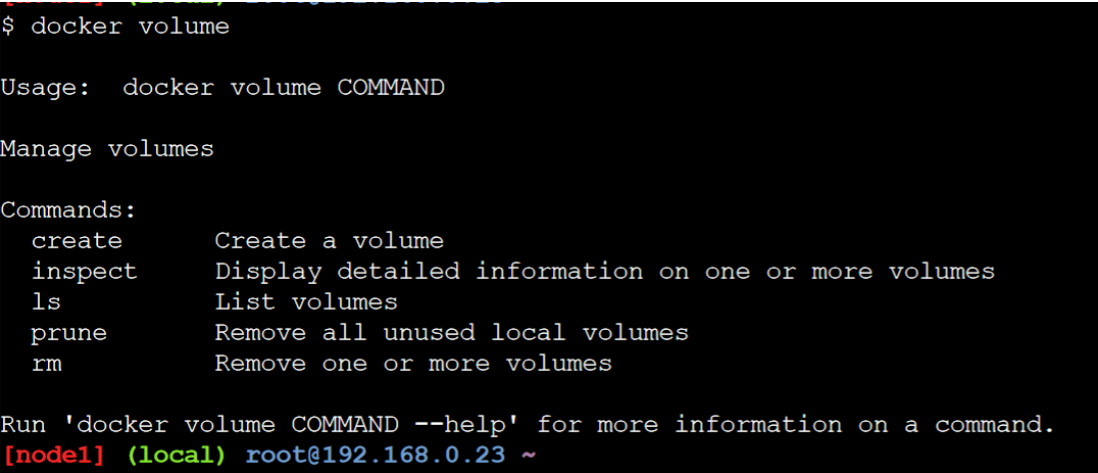 $ docker volume
Usage:  docker volume COMMAND
Manage volumes
Commands:
  create      Create a volume
  inspect     Display detailed information on one or more volumes
  ls          List volumes
  prune       Remove all unused local volumes
  rm          Remove one or more volumes
Run 'docker volume COMMAND --help' for more information on a command.
[node1] (local) root@192.168.0.23 ~